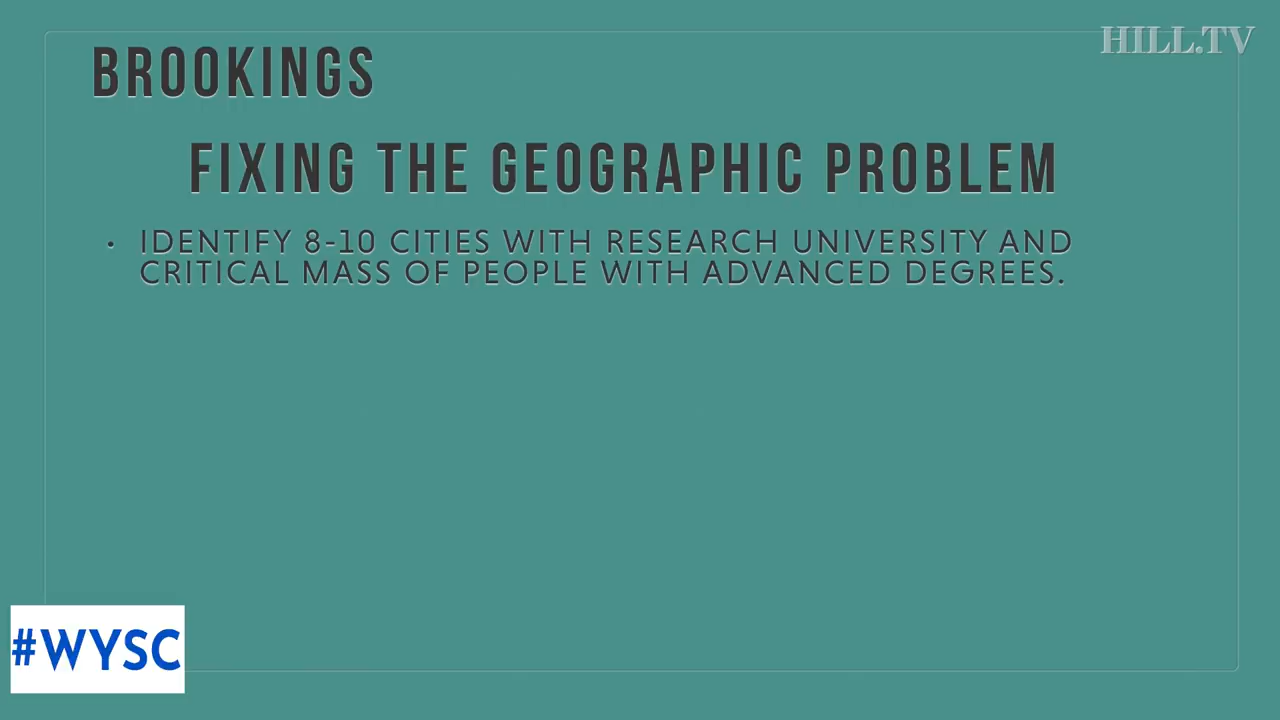 HILL.TV
BROOKINGS
FIXING THE GEOGRAPHIC PROBLEM
• IDENTIFY 8-10 CITIES WITH RESEARCH UNIVERSITY AND
CRITICAL MASS OF PEOPLE WITH ADVANCED DEGREES.
#WYSC